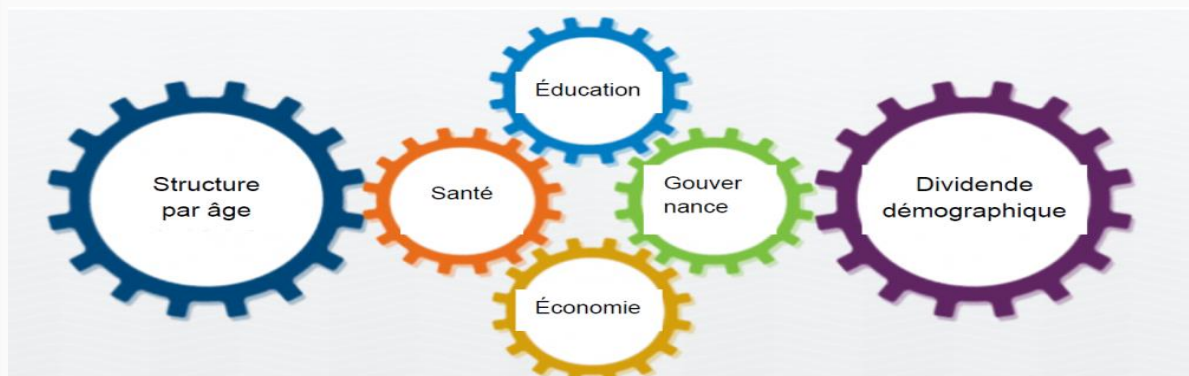 Structure
par âge
Santé
Éducation
Économie
Gouver
nance
Dividende
démographique